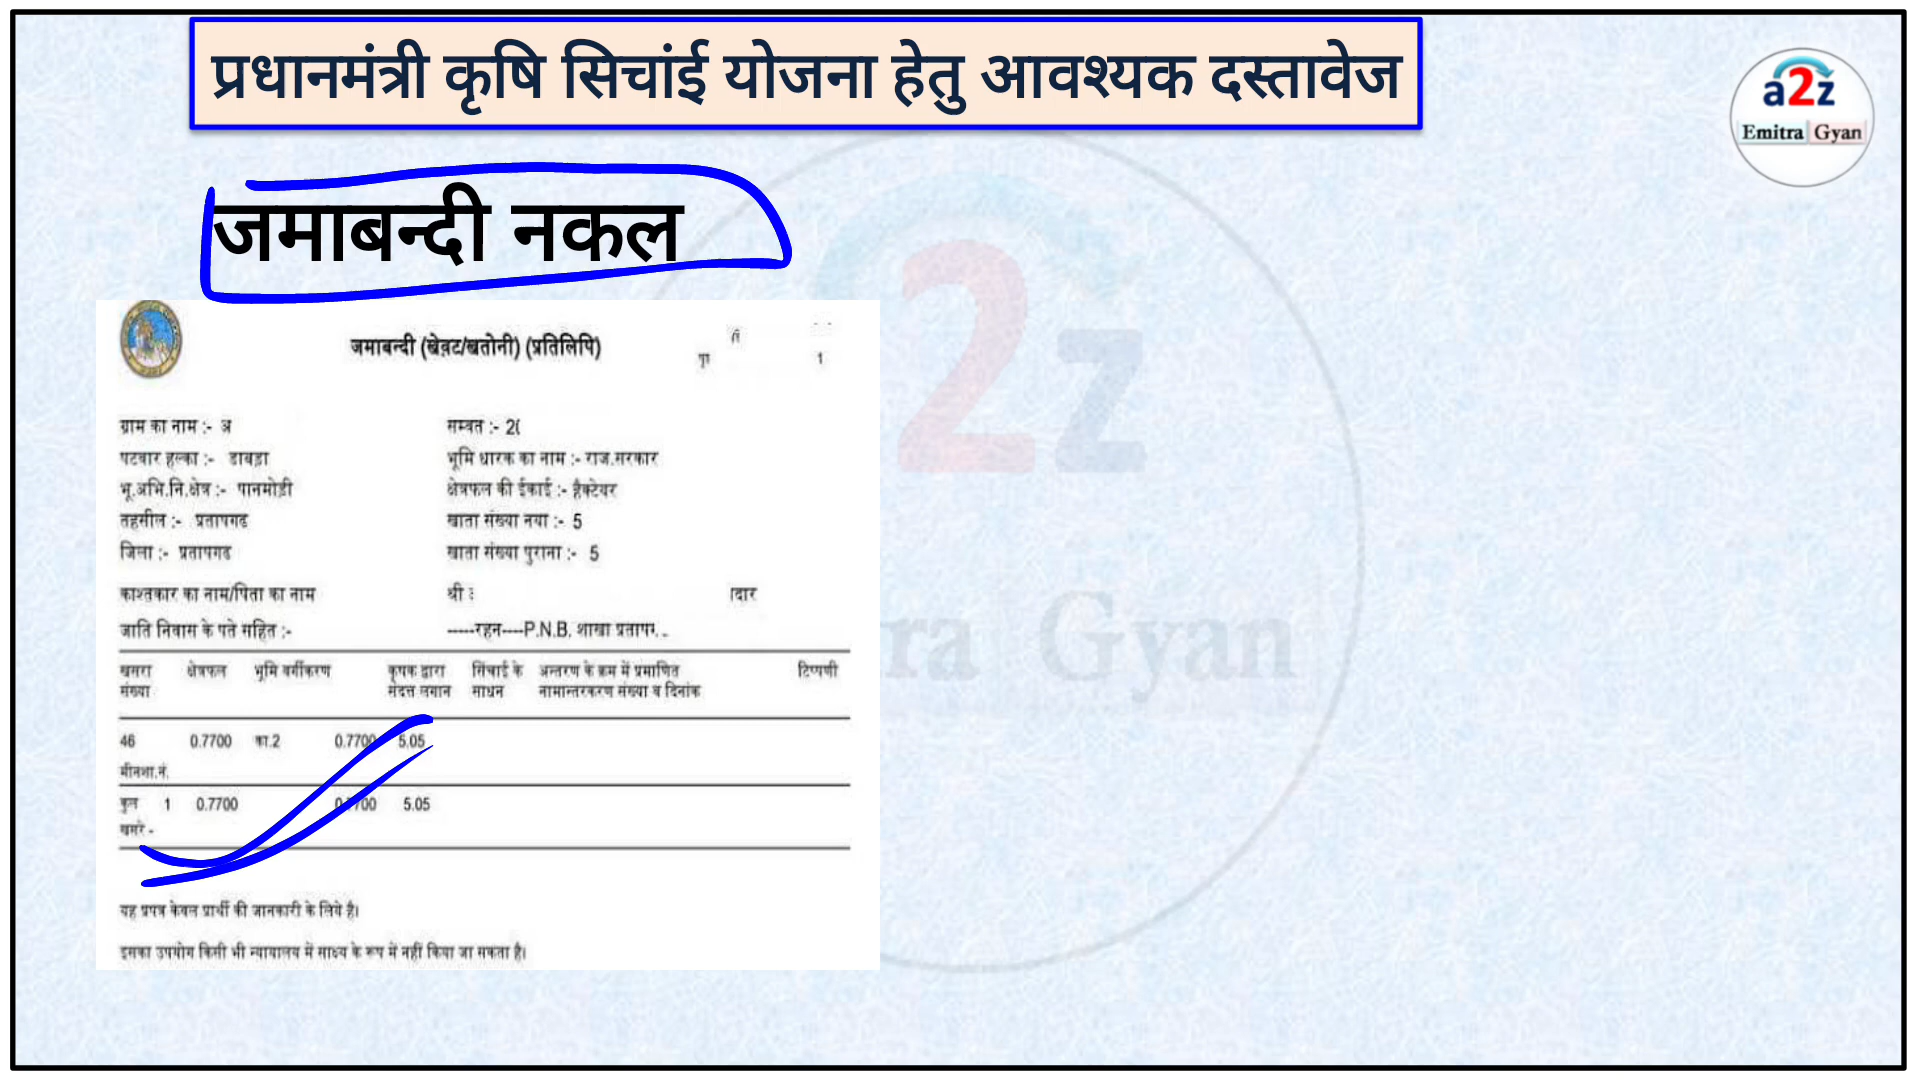 प्रधानमंत्री कृषि सिचांई योजना हेतु आवश्यक दस्तावेज
a2z
Emitra Gyan
जमाबन्दी नकल
जमाबन्दी (खेवट/खतोनी) (प्रतिलिपि)
1
ग्राम का नाम :- अ
सम्वत :- 2
पटवार हल्का :- डाबड़ा
भूमि धारक का नाम :- राज.सरकार
भू.अभि.नि.क्षेत्र :- पानमोड़ी
क्षेत्रफल की ईकाई :- हैक्टेयर
तहसील :- प्रतापगढ
खाता संख्या नया :- 5
जिला :- प्रतापगढ
खाता संख्या पुराना :- 5
काश्तकार का नाम/पिता का नाम
श्री
जाति निवास के पते सहित :-
-----रहन----P.N.B. शाखा
खसरा क्षेत्रफल भूमि वर्गीकरण कृषक द्वारा सिंचाई के अन्तरण के क्रम में प्रमाणित टिप्पणी
संख्या संदत्त लगान साधन नामान्तरकरण संख्या व दिनांक
46 0.7700 का.2 0.7700 5.05
कुल 1 0.7700 0.7700 5.05
खसरे -
यह प्रपत्र केवल प्रार्थी की जानकारी के लिये है।
इसका उपयोग किसी भी न्यायालय में साक्ष्य के रूप में नहीं किया जा सकता है।